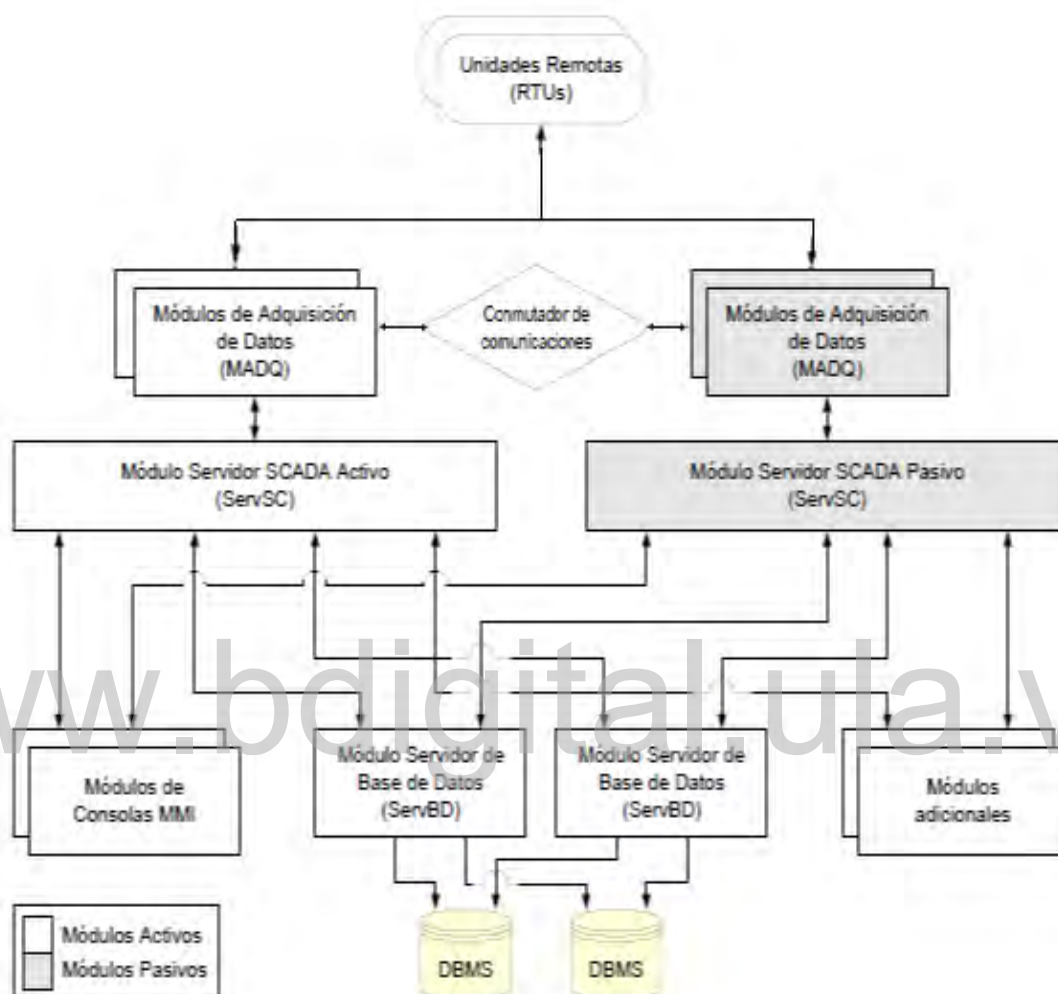 Unidades Remotas
(RTUs)
Módulos de Adquisición
de Datos
(MADQ)
Conmutador de
comunicaciones
Módulos de Adquisición
de Datos
(MADQ)
Módulo Servidor SCADA Activo
(ServSC)
Módulo Servidor SCADA Pasivo
(ServSC)
www.bdigital.ula.v
Módulos de
Consolas MMI
Módulo Servidor de
Base de Datos
(ServBD)
Módulo Servidor de
Base de Datos
(ServBD)
Módulos
adicionales
Módulos Activos
Módulos Pasivos
DBMS
DBMS